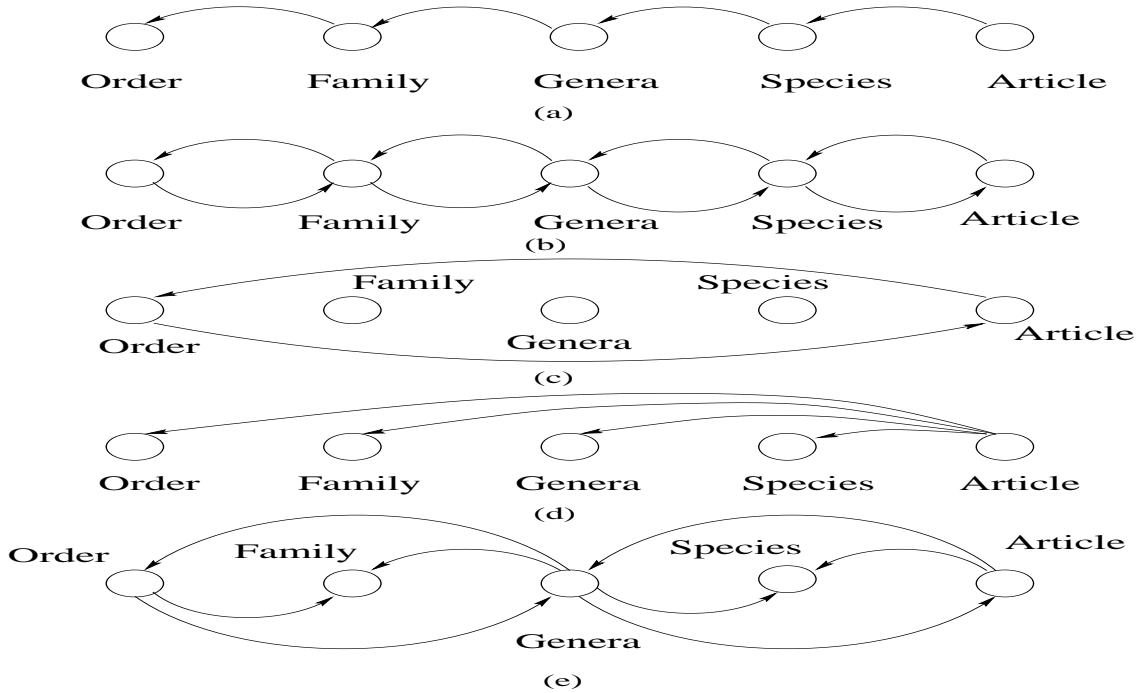 Order Family Genera Species Article
(a)
Order Family Genera Species Article
(b)
Family Species
Order Genera Article
(c)
Order Family Genera Species Article
(d)
Order Family Species Article
Genera
(e)